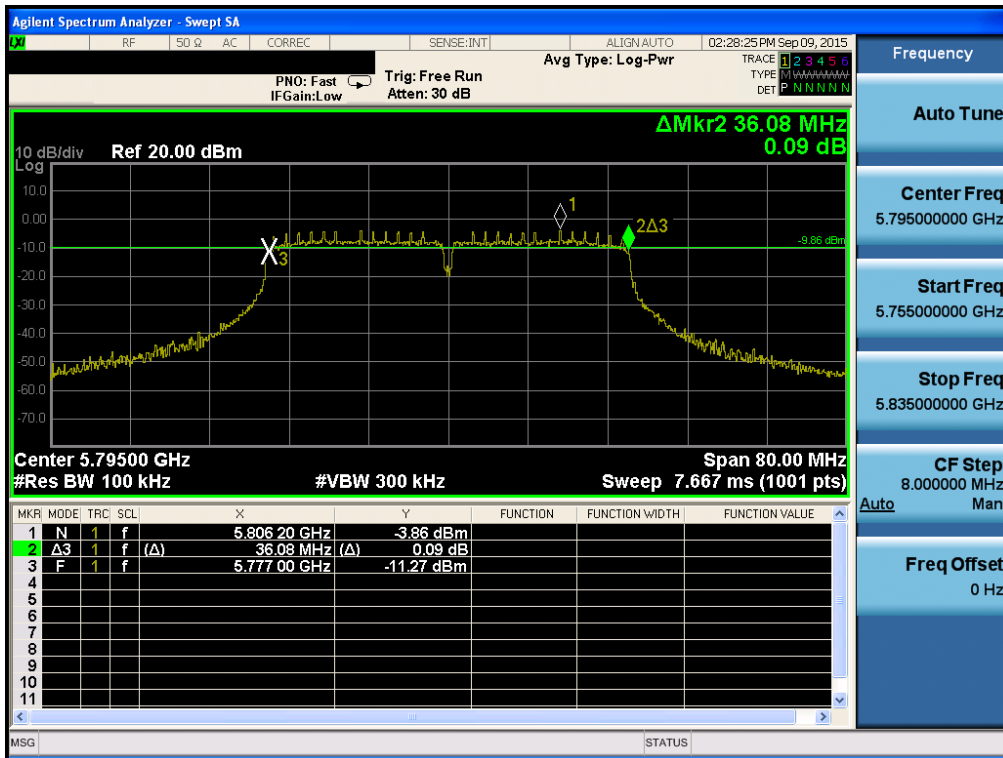 Agilent Spectrum Analyzer - Swept SA
LXI RF 50 Ω AC CORREC SENSE:INT ALIGN AUTO 02:28:25 PM Sep 09, 2015
Avg Type: Log-Pwr
TRACE 1 2 3 4 5 6
TYPE M WWWWW
DET P N N N N N
PNO: Fast
IFGain:Low
Trig: Free Run
Atten: 30 dB
Frequency
Auto Tune
Center Freq
5.795000000 GHz
Start Freq
5.755000000 GHz
Stop Freq
5.835000000 GHz
CF Step
8.000000 MHz
Auto Man
Freq Offset
0 Hz
ΔMkr2 36.08 MHz
0.09 dB
10 dB/div Ref 20.00 dBm
Log
10.0
0.00
-10.0
-20.0
-30.0
-40.0
-50.0
-60.0
-70.0
1
2Δ3
3
-9.86 dBm
Center 5.79500 GHz Span 80.00 MHz
#Res BW 100 kHz #VBW 300 kHz Sweep 7.667 ms (1001 pts)
MKR MODE TRC SCL X Y FUNCTION FUNCTION WIDTH FUNCTION VALUE
1 N 1 f 5.806 20 GHz -3.86 dBm
2 Δ3 1 f (Δ) 36.08 MHz (Δ) 0.09 dB
3 F 1 f 5.777 00 GHz -11.27 dBm
4
5
6
7
8
9
10
11
MSG STATUS